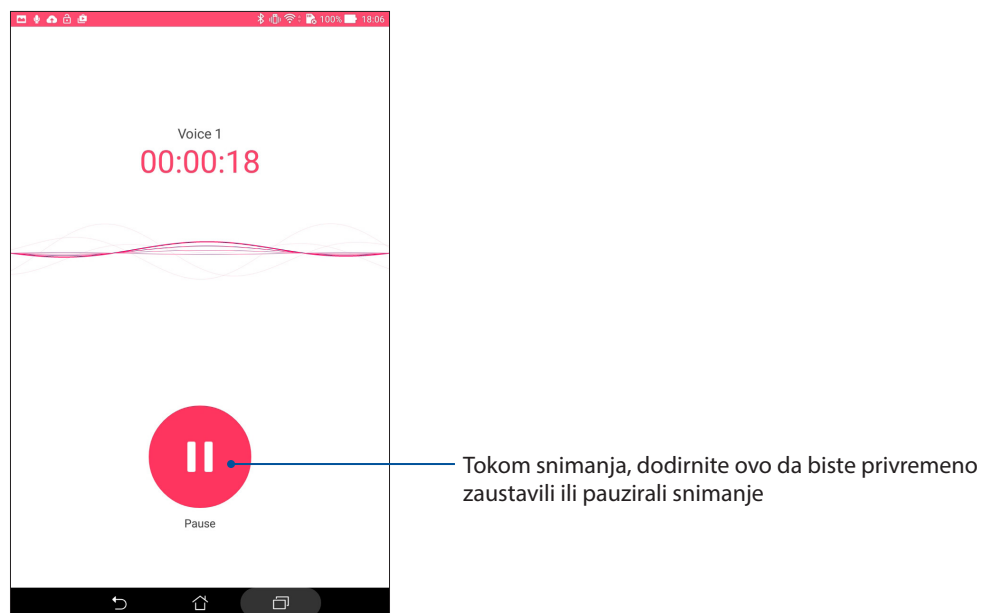 100% 18:06
Voice 1
00:00:18
Tokom snimanja, dodirnite ovo da biste privremeno
zaustavili ili pauzirali snimanje
Pause